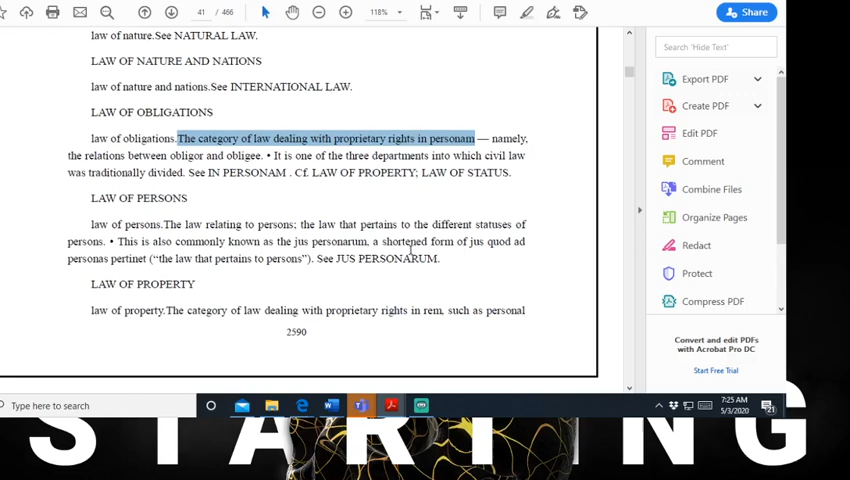 41 / 466
118%
Share
law of nature.See NATURAL LAW.
LAW OF NATURE AND NATIONS
law of nature and nations.See INTERNATIONAL LAW.
LAW OF OBLIGATIONS
law of obligations.The category of law dealing with proprietary rights in personam — namely,
the relations between obligor and obligee. • It is one of the three departments into which civil law
was traditionally divided. See IN PERSONAM . Cf. LAW OF PROPERTY; LAW OF STATUS.
LAW OF PERSONS
law of persons.The law relating to persons; the law that pertains to the different statuses of
persons. • This is also commonly known as the jus personarum, a shortened form of jus quod ad
personas pertinet (“the law that pertains to persons”). See JUS PERSONARUM.
LAW OF PROPERTY
law of property.The category of law dealing with proprietary rights in rem, such as personal
2590
Search 'Hide Text'
Export PDF
Create PDF
Edit PDF
Comment
Combine Files
Organize Pages
Redact
Protect
Compress PDF
Convert and edit PDFs
with Acrobat Pro DC
Start Free Trial
Type here to search
7:25 AM
5/3/2020
21
STARTING